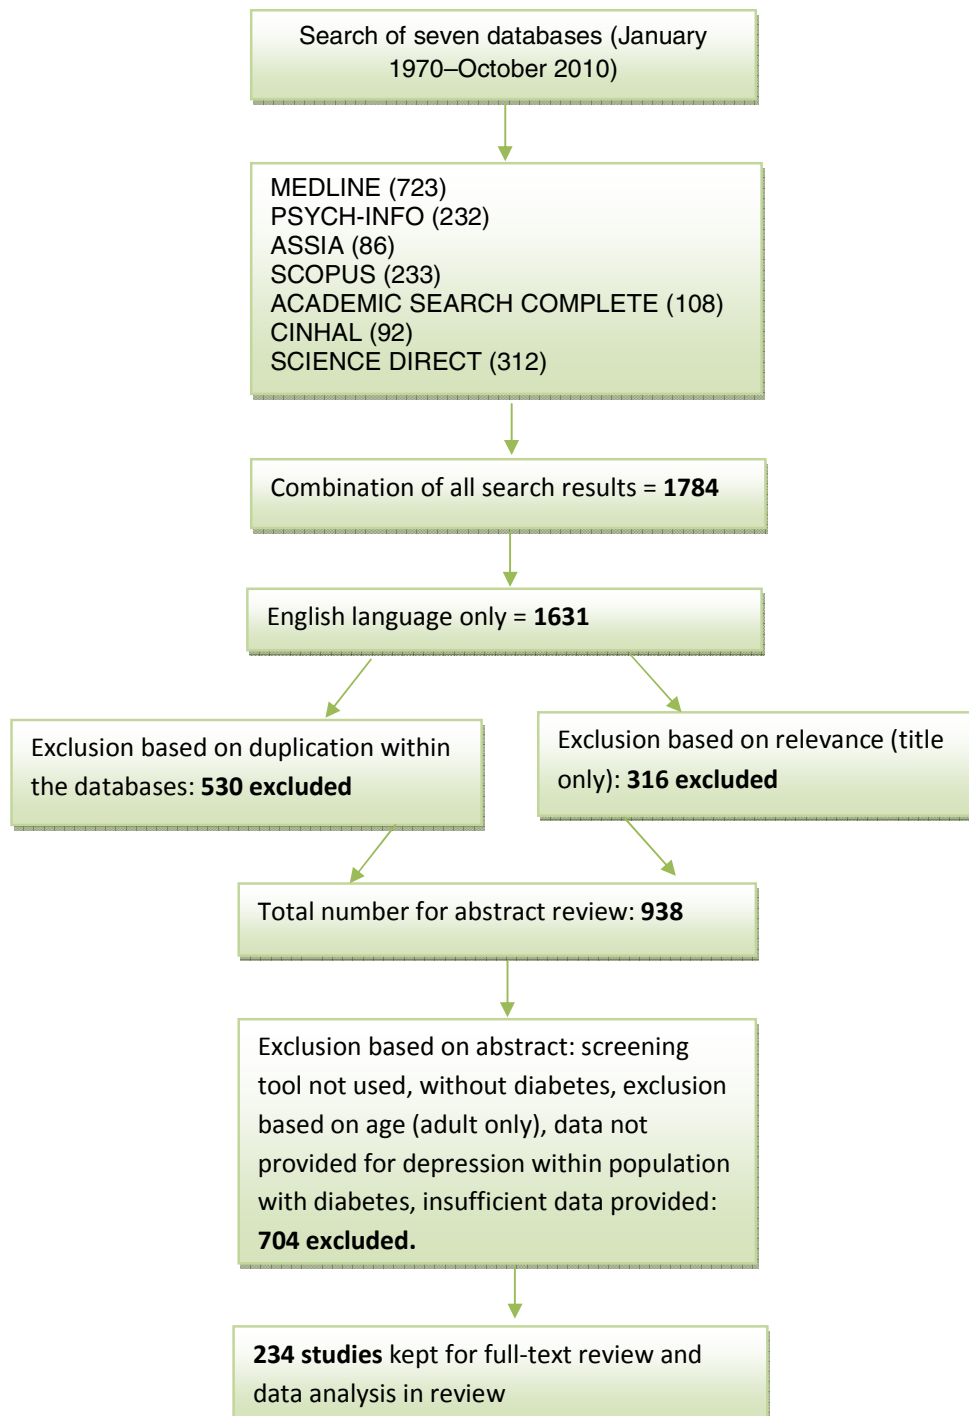 Search of seven databases (January
1970–October 2010)
MEDLINE (723)
PSYCH-INFO (232)
ASSIA (86)
SCOPUS (233)
ACADEMIC SEARCH COMPLETE (108)
CINHAL (92)
SCIENCE DIRECT (312)
Combination of all search results = 1784
English language only = 1631
Exclusion based on duplication within
the databases: 530 excluded
Exclusion based on relevance (title
only): 316 excluded
Total number for abstract review: 938
Exclusion based on abstract: screening
tool not used, without diabetes, exclusion
based on age (adult only), data not
provided for depression within population
with diabetes, insufficient data provided:
704 excluded.
234 studies kept for full-text review and
data analysis in review